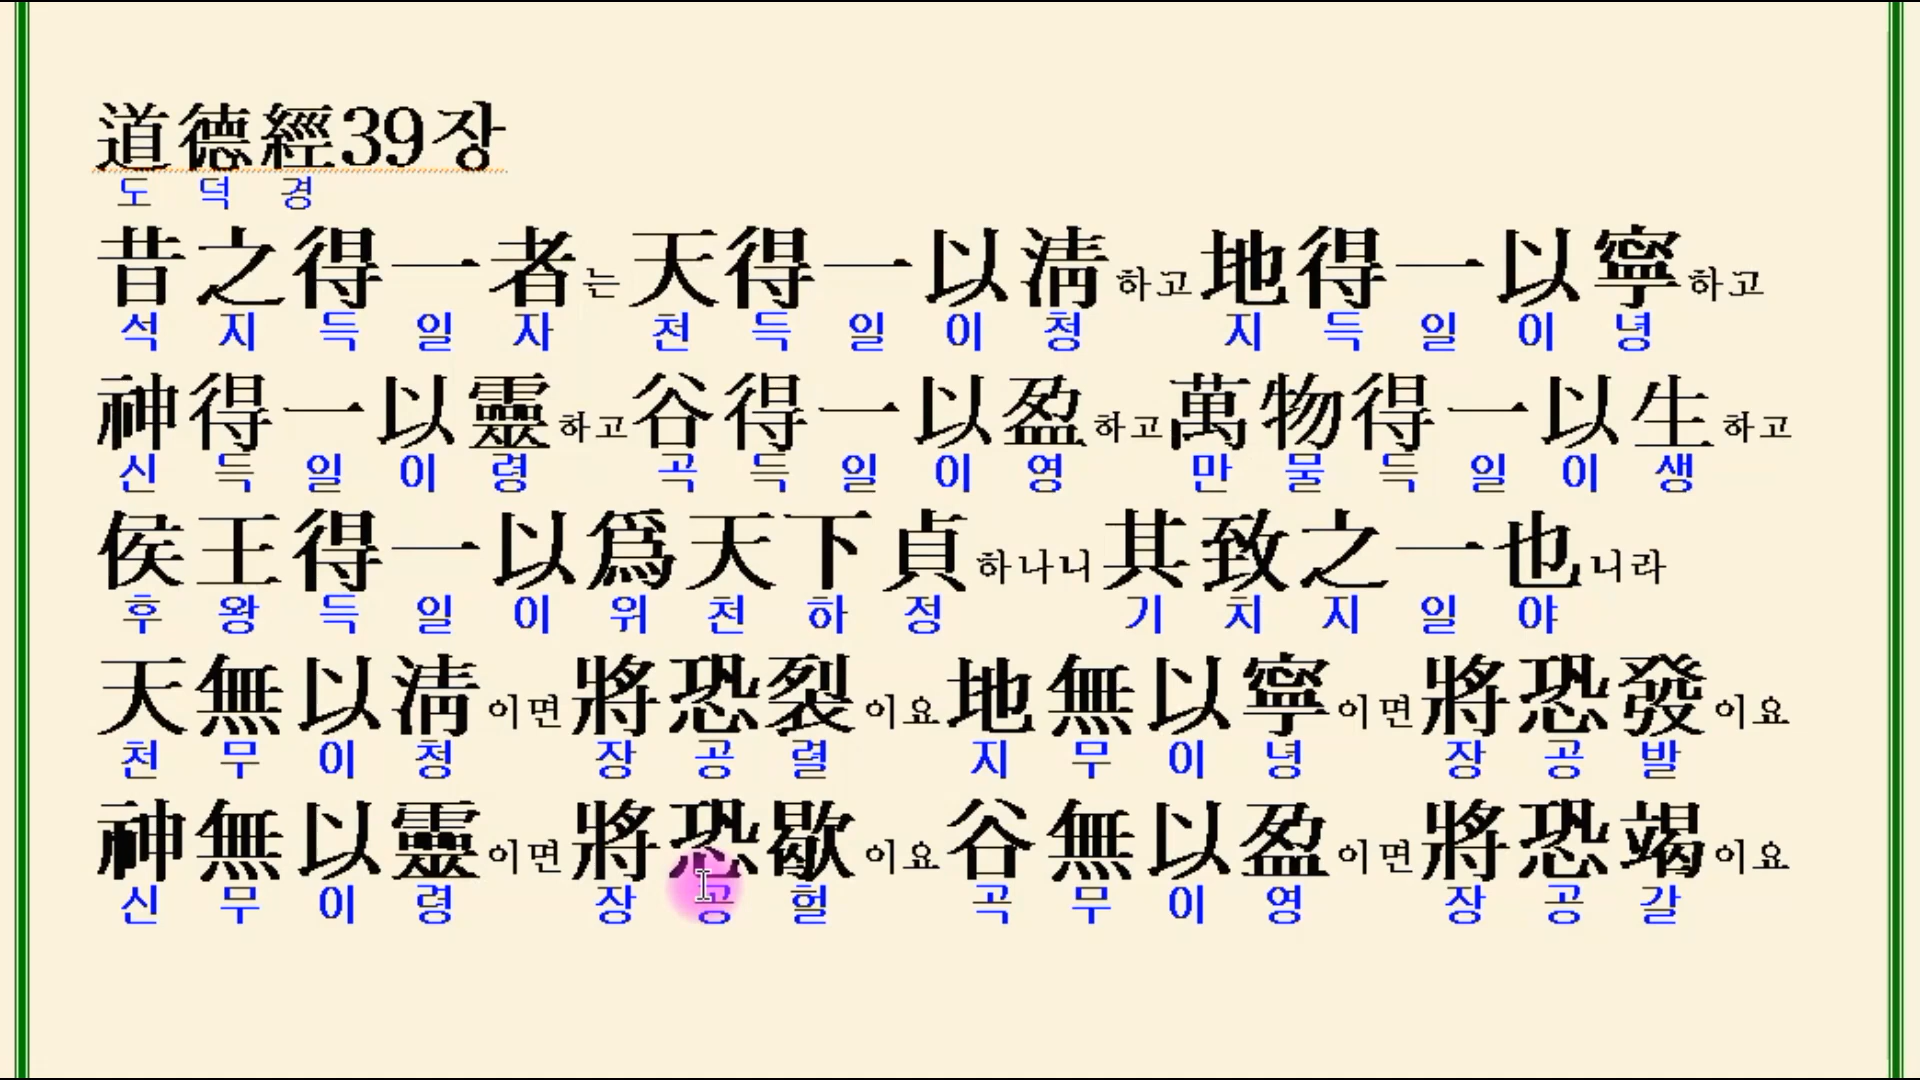 道德經39장
도 덕 경
昔之得一者는 天得一以淸하고 地得一以寧하고
석 지 득 일 자 천 득 일 이 청 지 득 일 이 녕
神得一以靈하고 谷得一以盈하고 萬物得一以生하고
신 득 일 이 령 곡 득 일 이 영 만 물 득 일 이 생
侯王得一以爲天下貞하나니 其致之一也니라
후 왕 득 일 이 위 천 하 정 기 치 지 일 야
天無以淸이면 將恐裂이요 地無以寧이면 將恐發이요
천 무 이 청 장 공 렬 지 무 이 녕 장 공 발
神無以靈이면 將恐歇이요 谷無以盈이면 將恐竭이요
신 무 이 령 장 공 헐 곡 무 이 영 장 공 갈